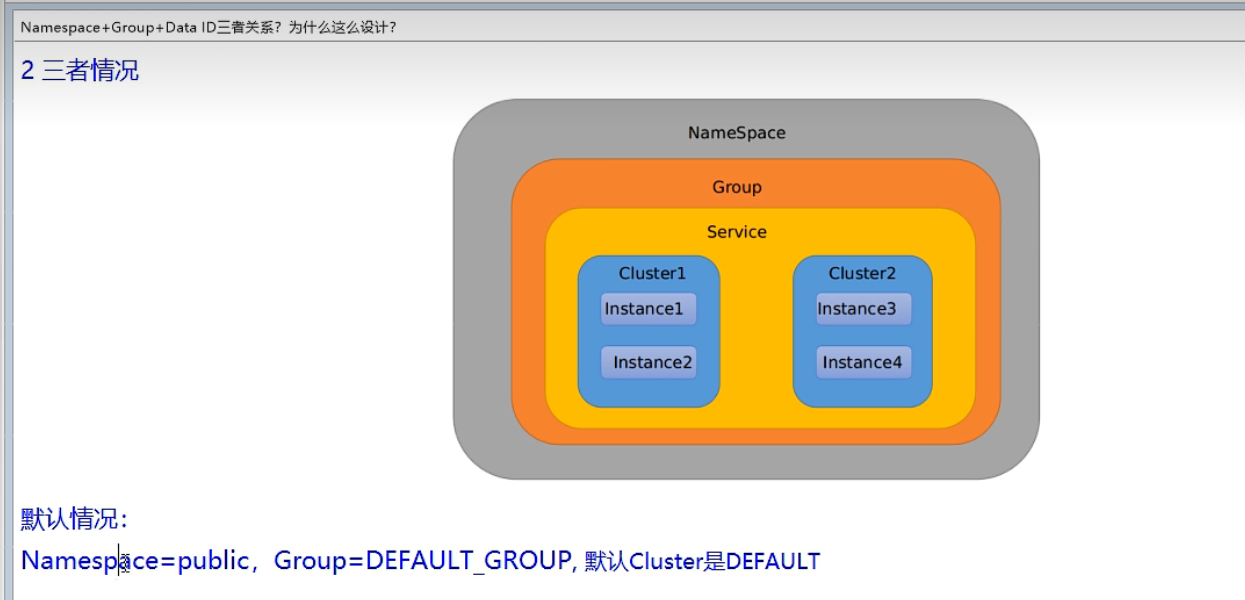 Namespace+Group+Data ID三者关系？为什么这么设计？
2 三者情况
NameSpace
Group
Service
Cluster1
Cluster2
Instance1
Instance3
Instance2
Instance4
默认情况：
Namespace=public，Group=DEFAULT_GROUP, 默认Cluster是DEFAULT